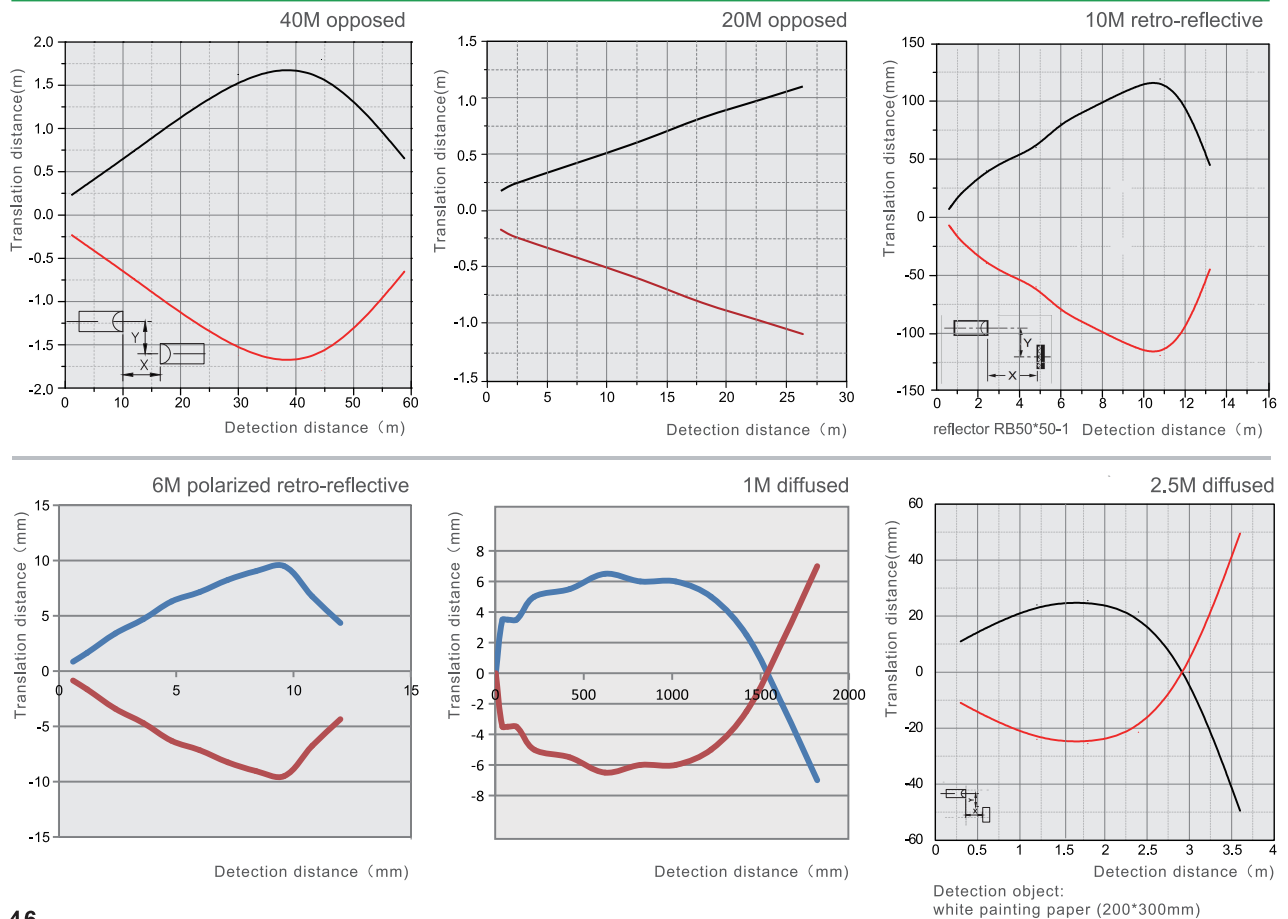 40M opposed
Translation distance(m)
2.0
1.5
1.0
0.5
0.0
-0.5
-1.0
-1.5
-2.0
Y
X
0 10 20 30 40 50 60
Detection distance（m）
20M opposed
Translation distance(m)
1.5
1.0
0.5
0.0
-0.5
-1.0
-1.5
0 5 10 15 20 25 30
Detection distance（m）
10M retro-reflective
Translation distance(mm)
150
100
50
0
-50
-100
-150
Y
X
0 2 4 6 8 10 12 14 16
reflector RB50*50-1 Detection distance（m）
6M polarized retro-reflective
Translation distance（mm）
15
10
5
0
-5
-10
-15
0 5 10 15
Detection distance（mm）
1M diffused
Translation distance（mm）
8
6
4
2
0
-2
-4
-6
-8
0 500 1000 1500 2000
Detection distance（mm）
2.5M diffused
Translation distance(mm)
60
40
20
0
-20
-40
-60
Y
X
0 0.5 1 1.5 2 2.5 3 3.5 4
Detection distance（m）
Detection object:
white painting paper (200*300mm)